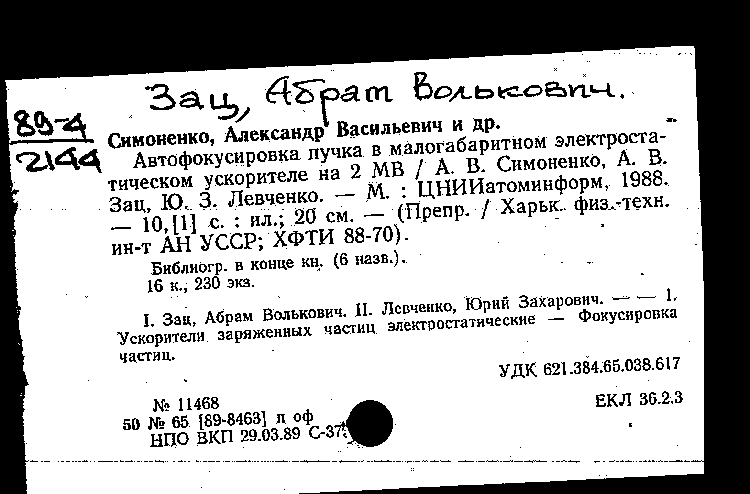 Зац, Абрам Волькович.
89-4
2144
Симоненко, Александр Васильевич и др.
Автофокусировка пучка в малогабаритном электроста-
тическом ускорителе на 2 МВ / А. В. Симоненко, А. В.
Зац, Ю. З. Левченко. — М. : ЦНИИатоминформ, 1988.
— 10,[1] с. : ил.; 20 см. — (Препр. / Харьк. физ.-техн.
ин-т АН УССР; ХФТИ 88-70).
Библиогр. в конце кн. (6 назв.).
16 к., 230 экз.
I. Зац, Абрам Волькович. II. Левченко, Юрий Захарович. — — 1.
Ускорители заряженных частиц электростатические — Фокусировка
частиц.
УДК 621.384.65.038.617
№ 11468
ЕКЛ 36.2.3
50 № 65 [89-8463] п оф
НПО ВКП 29.03.89 С-37